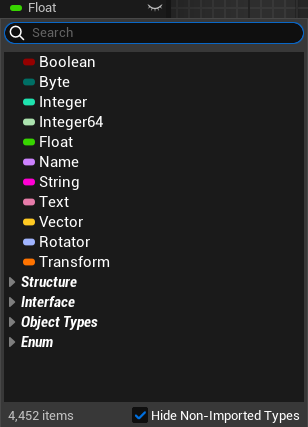 Float
Search
Boolean
Byte
Integer
Integer64
Float
Name
String
Text
Vector
Rotator
Transform
Structure
Interface
Object Types
Enum
4,452 items Hide Non-Imported Types